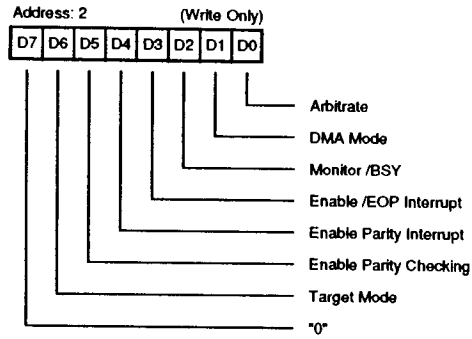 Address: 2 (Write Only)
D7 D6 D5 D4 D3 D2 D1 D0
Arbitrate
DMA Mode
Monitor /BSY
Enable /EOP Interrupt
Enable Parity Interrupt
Enable Parity Checking
Target Mode
"0"